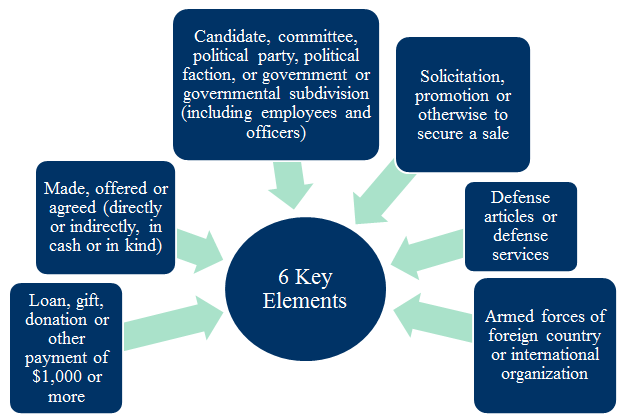 Candidate, committee,
political party, political
faction, or government or
governmental subdivision
(including employees and
officers)
Solicitation,
promotion or
otherwise to
secure a sale
Made, offered or
agreed (directly
or indirectly, in
cash or in kind)
Defense
articles or
defense
services
6 Key
Elements
Loan, gift,
donation or
other
payment of
$1,000 or
more
Armed forces of
foreign country
or international
organization